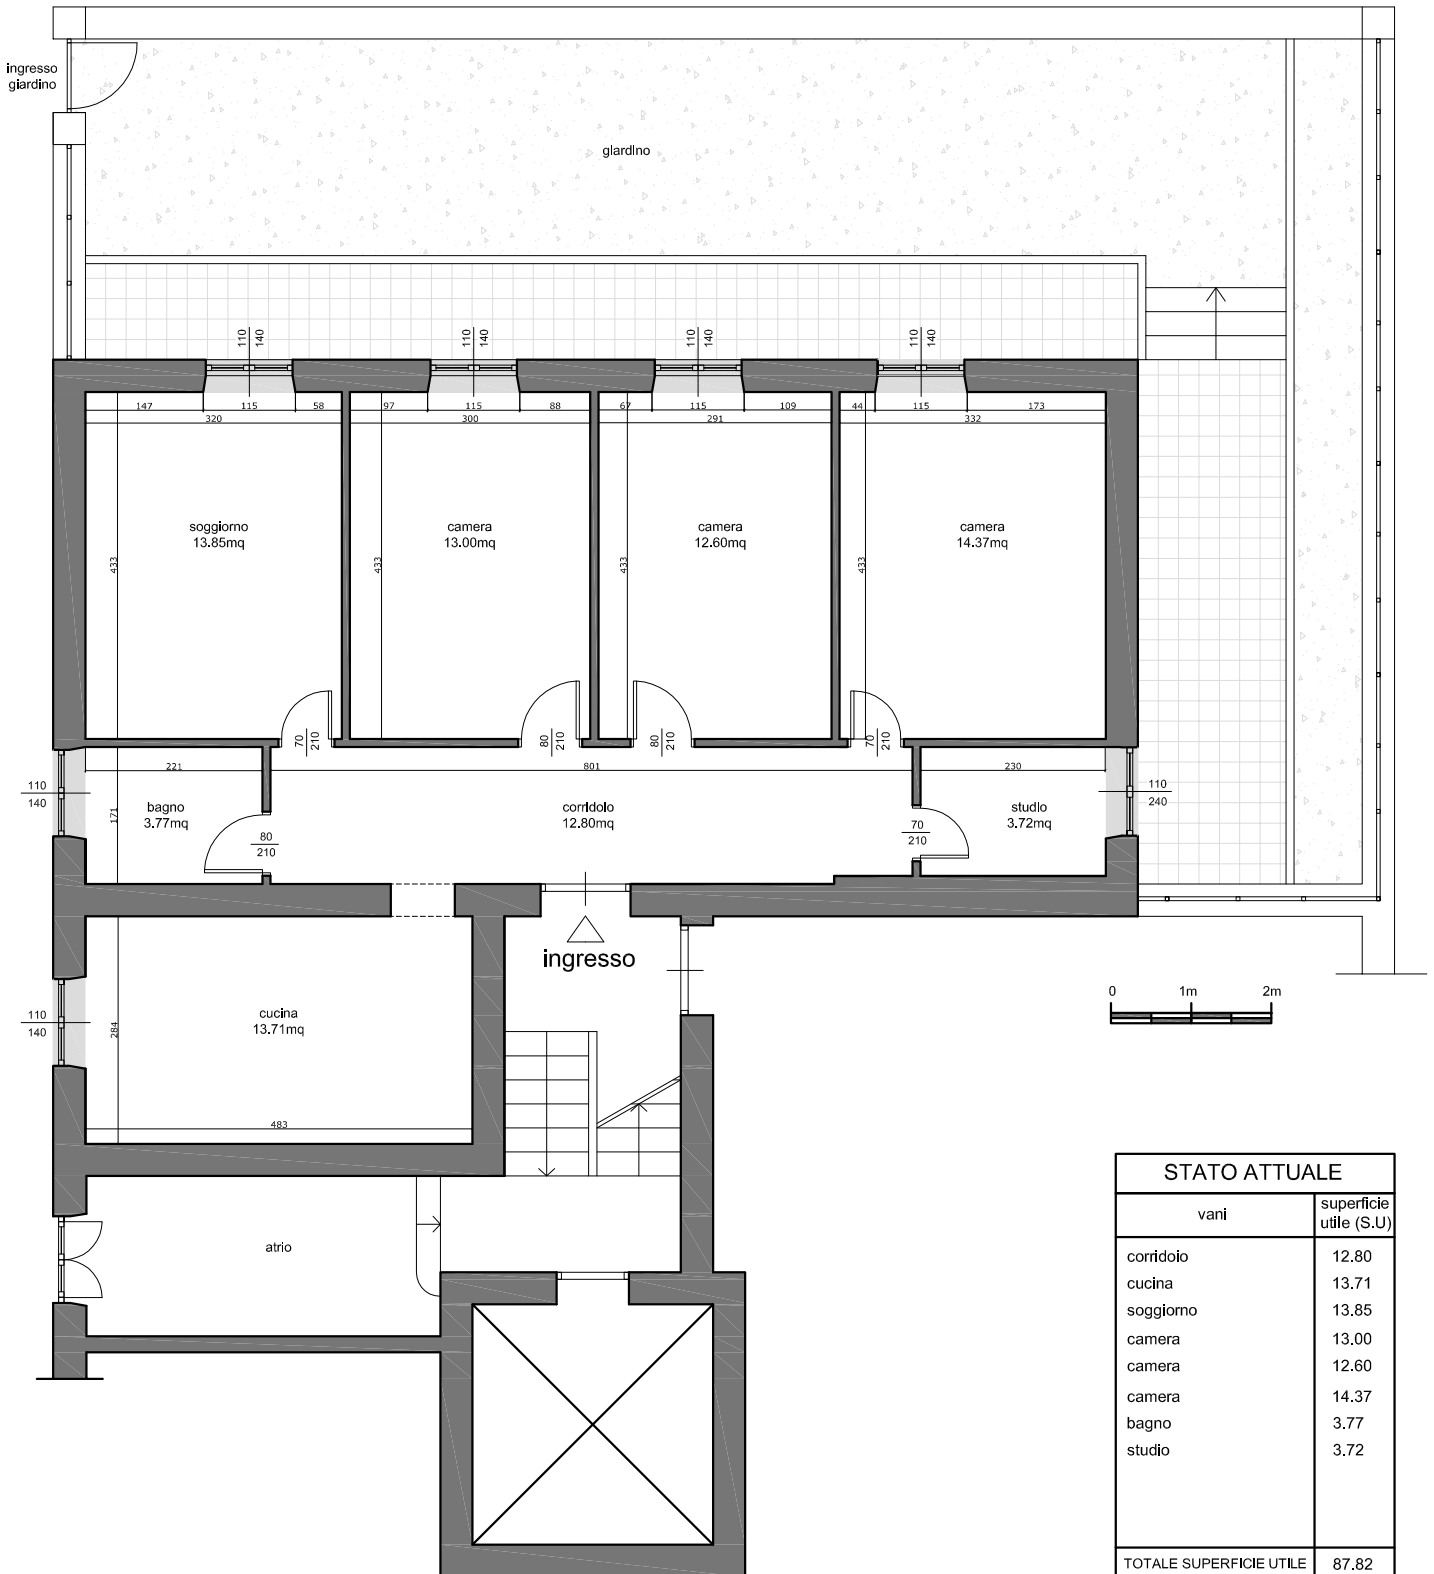 ingresso
giardino
giardino
110
140
110
140
110
140
110
140
147 115 58
320
97 115 88
300
67 115 109
291
44 115 173
332
soggiorno
13.85mq
camera
13.00mq
camera
12.60mq
camera
14.37mq
433
433
433
433
70
210
80
210
80
210
70
210
221
801
230
110
140
110
240
bagno
3.77mq
171
80
210
corridoio
12.80mq
70
210
studio
3.72mq
ingresso
cucina
13.71mq
110
140
284
483
0 1m 2m
atrio
STATO ATTUALE
vani
superficie
utile (S.U)
corridoio 12.80
cucina 13.71
soggiorno 13.85
camera 13.00
camera 12.60
camera 14.37
bagno 3.77
studio 3.72
TOTALE SUPERFICIE UTILE 87.82